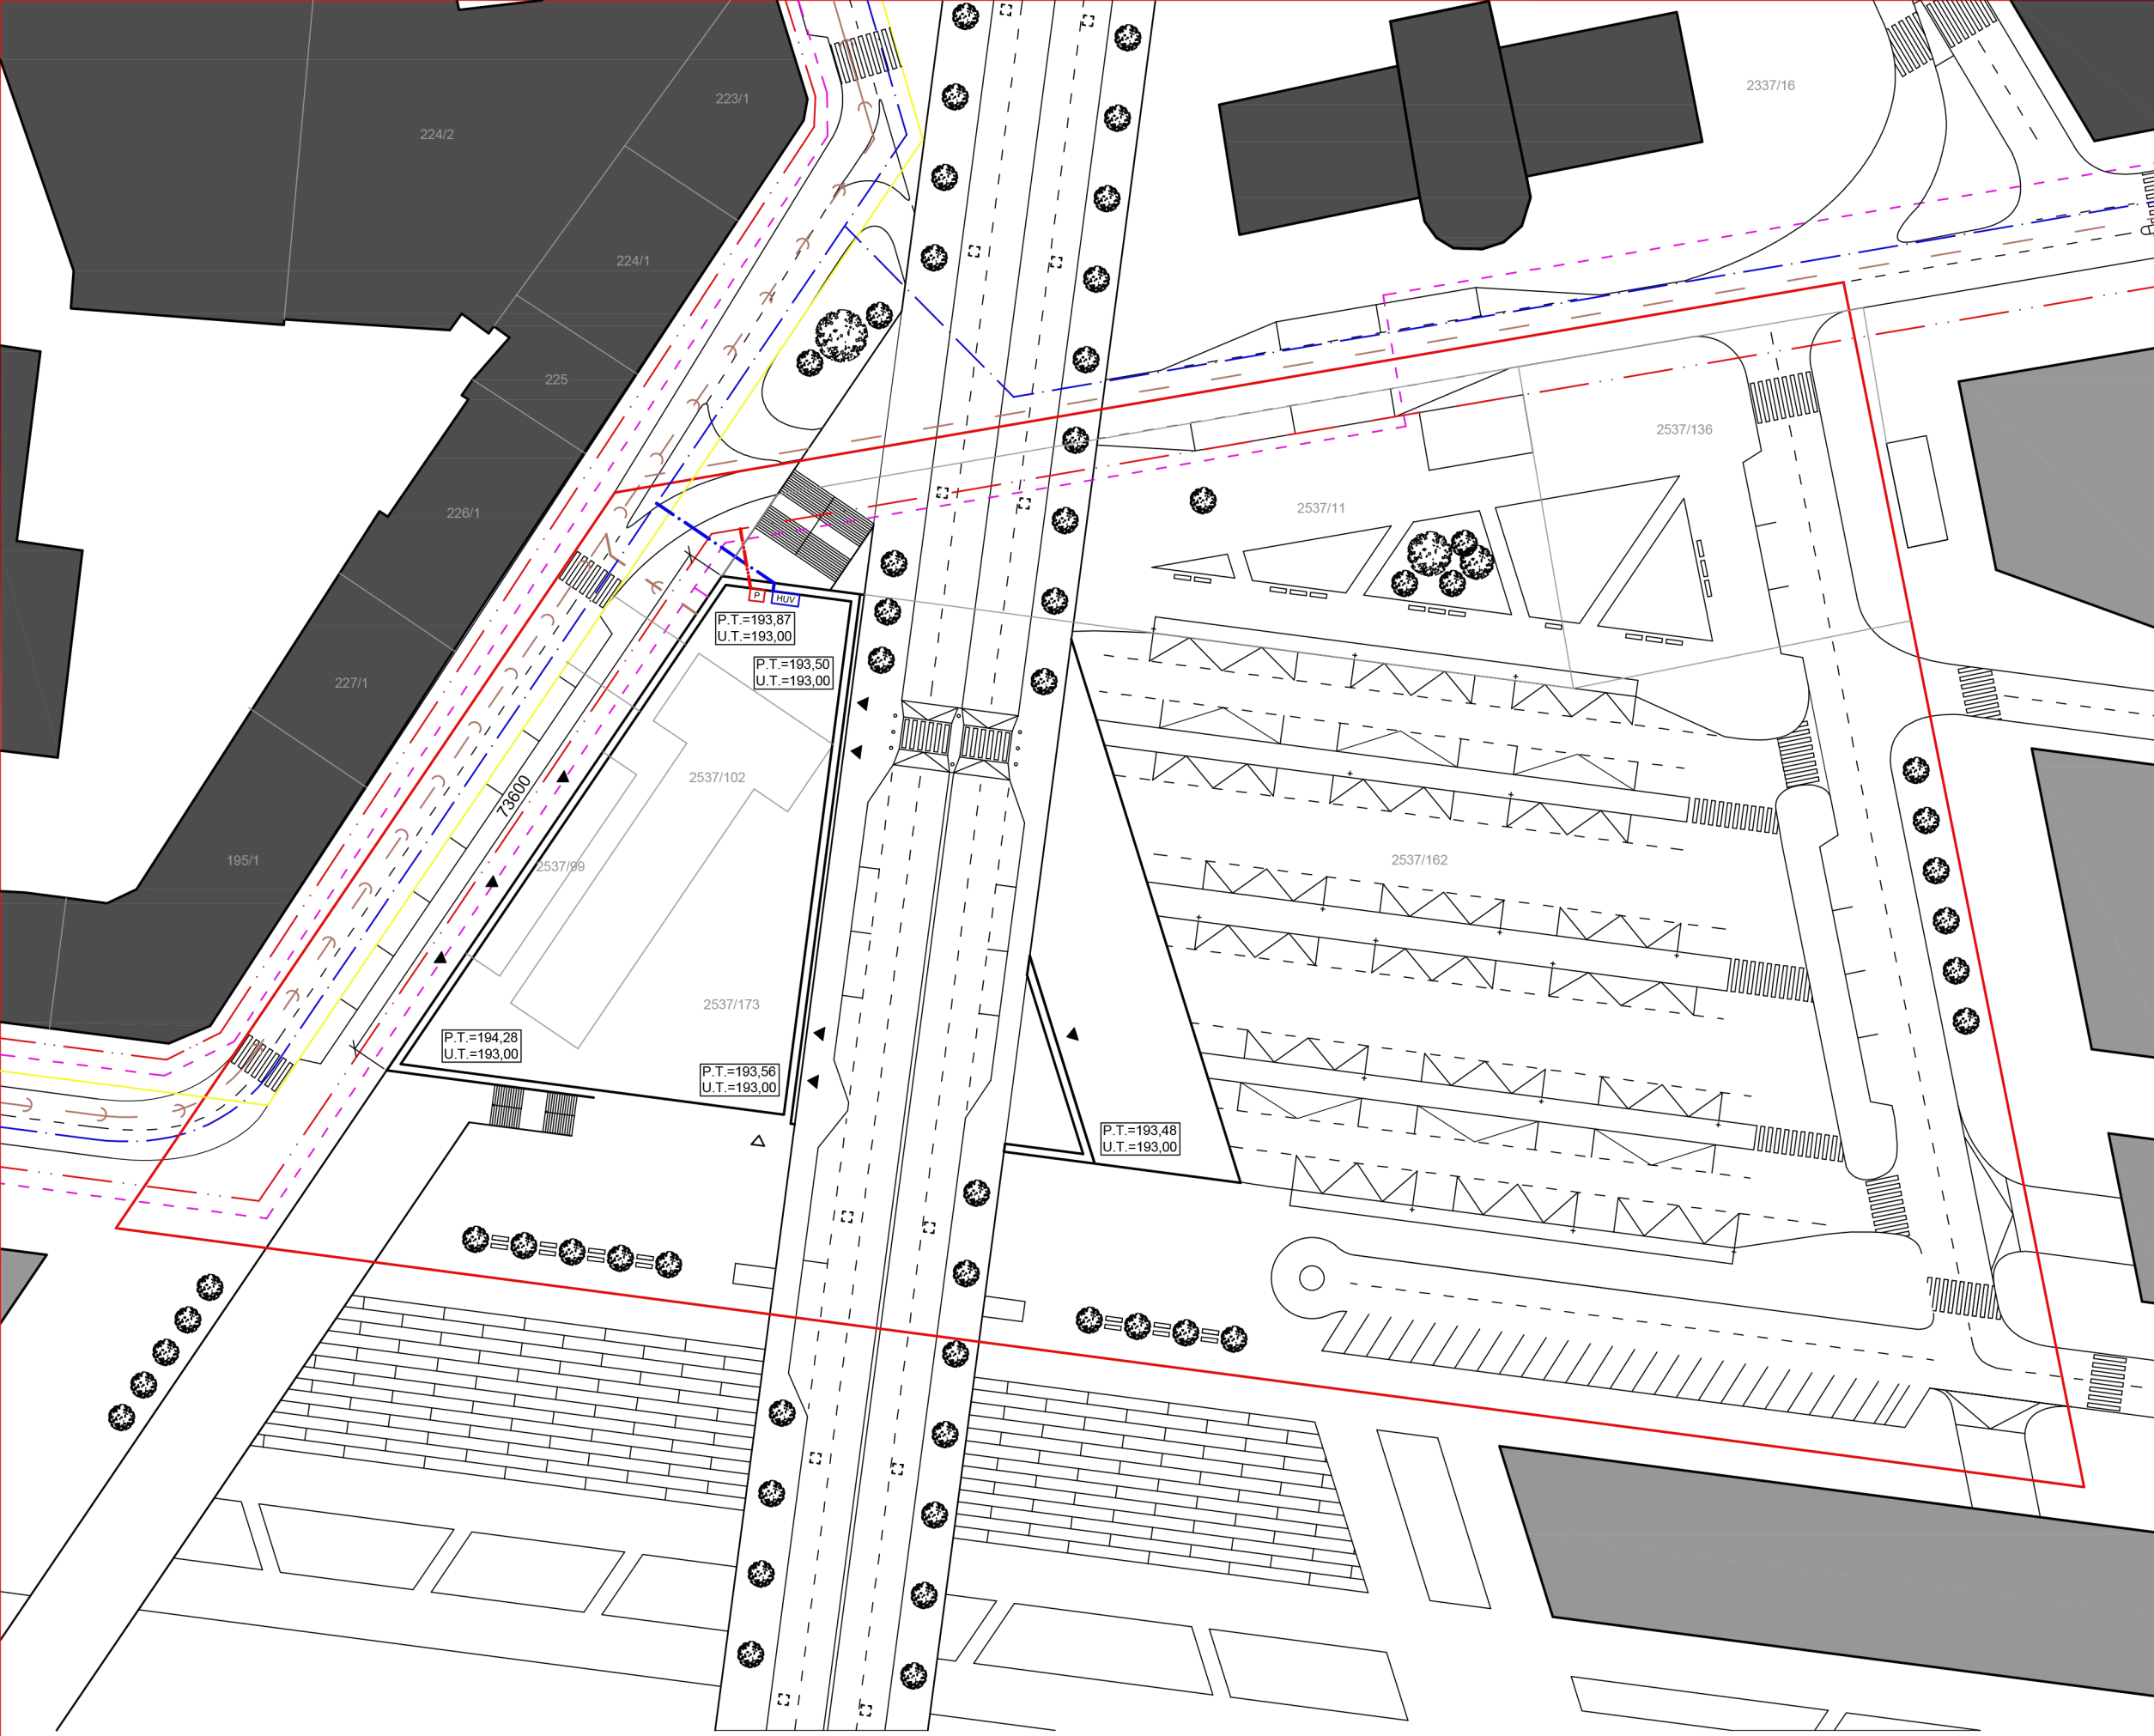 2337/16
223/1
224/2
224/1
225
2537/136
2537/11
226/1
P
HUV
P.T.=193,87
U.T.=193,00
P.T.=193,50
U.T.=193,00
227/1
2537/102
73600
195/1
2537/99
2537/162
2537/173
P.T.=194,28
U.T.=193,00
P.T.=193,56
U.T.=193,00
P.T.=193,48
U.T.=193,00